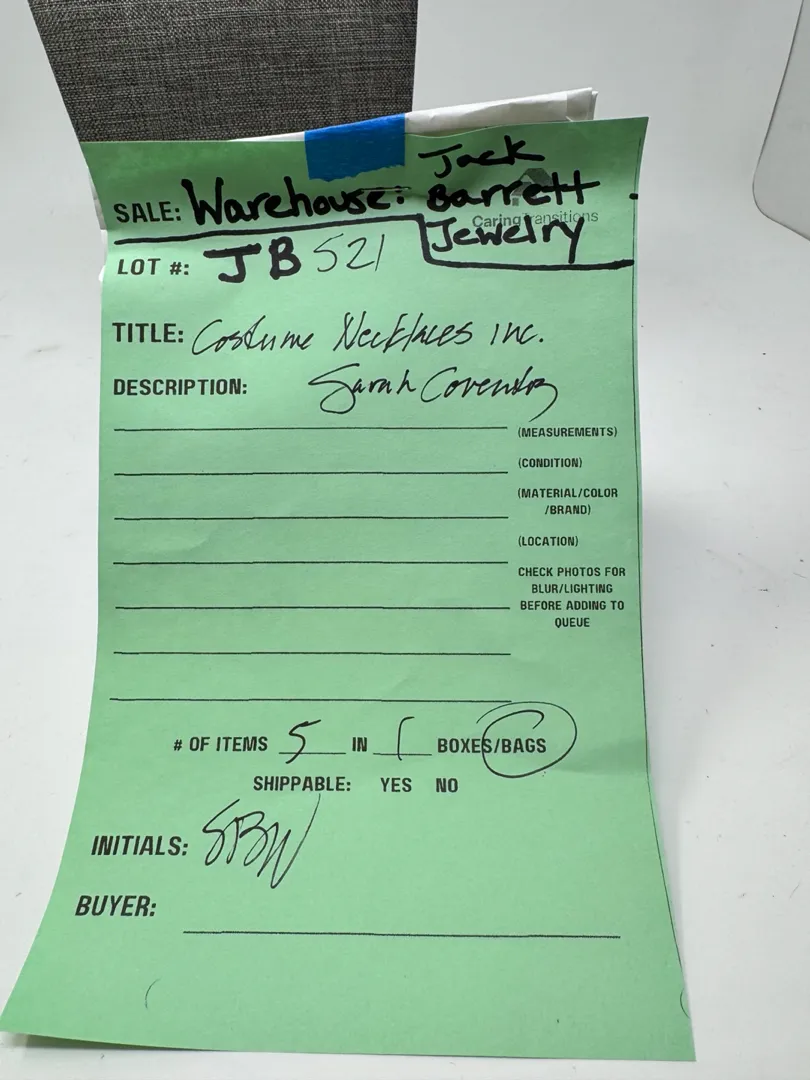 Jack
SALE: Warehouse: Barrett
Caring Transitions
Jewelry
LOT #: JB 521
TITLE: Costume Necklaces inc.
DESCRIPTION: Sarah Coventry
(MEASUREMENTS)
(CONDITION)
(MATERIAL/COLOR
/BRAND)
(LOCATION)
CHECK PHOTOS FOR
BLUR/LIGHTING
BEFORE ADDING TO
QUEUE
# OF ITEMS 5 IN 1 BOXES/BAGS
SHIPPABLE: YES NO
INITIALS: SBW
BUYER: